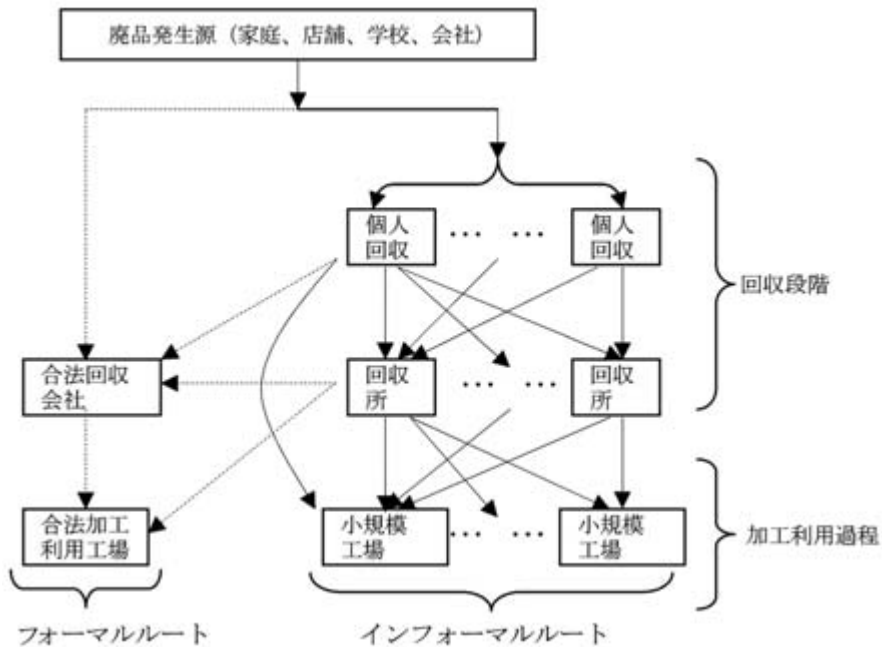 廃品発生源（家庭、店舗、学校、会社）
個人
回収
… …
個人
回収
回収段階
合法回収
会社
回収
所
… …
回収
所
合法加工
利用工場
小規模
工場
… …
小規模
工場
加工利用過程
フォーマルルート
インフォーマルルート